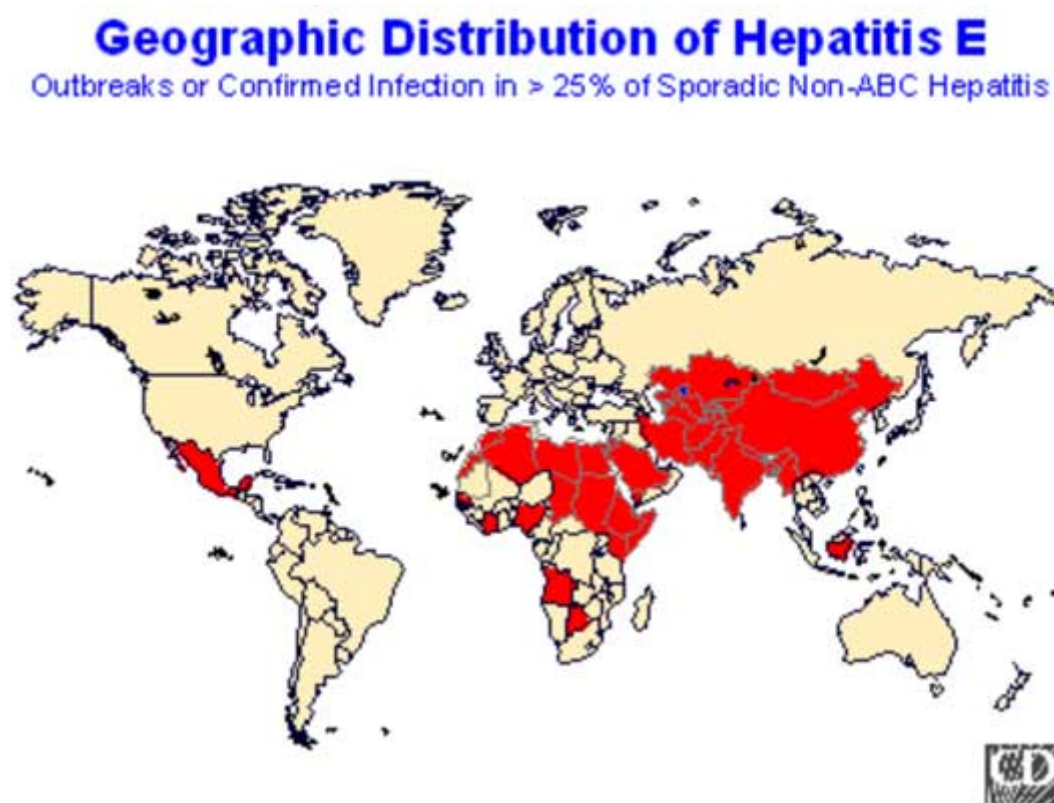 Geographic Distribution of Hepatitis E
Outbreaks or Confirmed Infection in > 25% of Sporadic Non-ABC Hepatitis